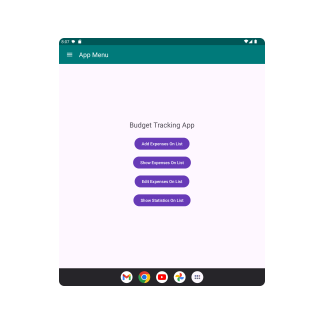 8:07
App Menu
Budget Tracking App
Add Expenses On List
Show Expenses On List
Edit Expenses On List
Show Statistics On List